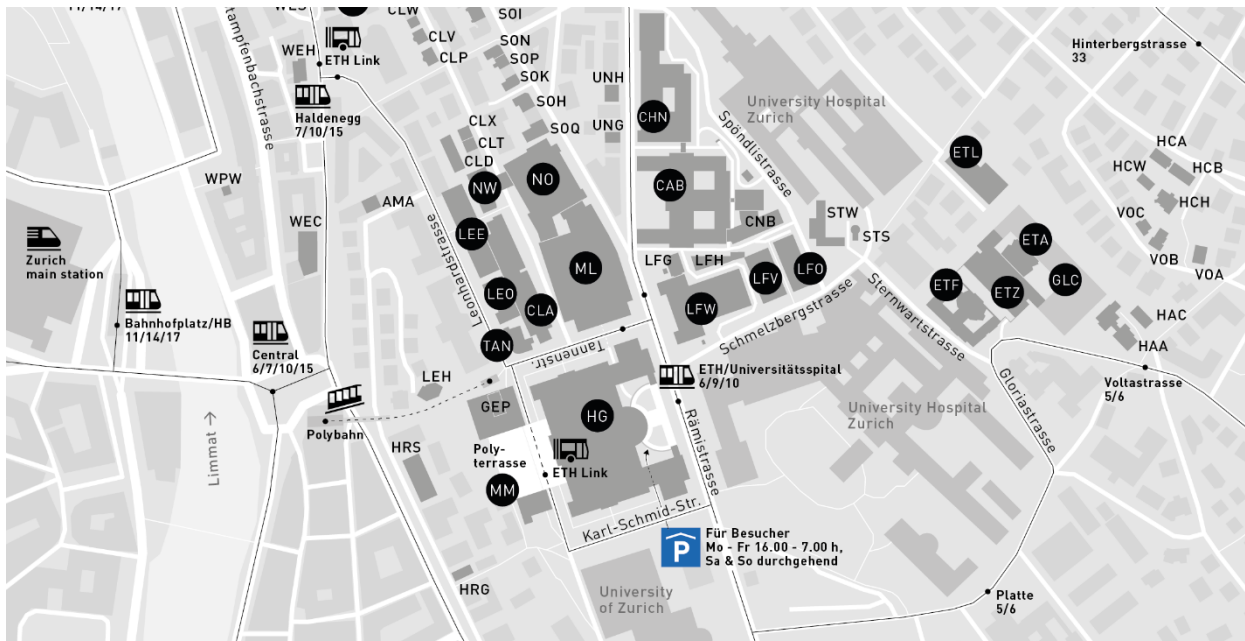 11/14/17
WES
CLW
SOI
Stampfenbachstrasse
WEH
ETH Link
CLV
CLP
SON
SOP
SOK
UNH
Hinterbergstrasse
33
Haldenegg
7/10/15
SOH
CHN
University Hospital
Zurich
Spöndlistrasse
CLX
CLT
CLD
SOQ
UNG
ETL
HCA
HCW
HCB
WPW
AMA
NW
NO
CAB
HCH
WEC
Leonhardstrasse
LEE
CNB
STW
STS
VOC
VOB
VOA
Zurich
main station
ML
LFG
LFH
LFV
LFO
ETA
GLC
ETF
ETZ
Bahnhofplatz/HB
11/14/17
LEO
CLA
LFW
Schmelzbergstrasse
Sternwartstrasse
HAC
HAA
Central
6/7/10/15
TAN
Tannenstr.
LEH
ETH/Universitätsspital
6/9/10
Voltastrasse
5/6
Gloriastrasse
GEP
HG
University Hospital
Zurich
Limmat →
Polybahn
Rämistrasse
HRS
Poly-
terrasse
ETH Link
MM
Karl-Schmid-Str.
P
Für Besucher
Mo - Fr 16.00 - 7.00 h,
Sa & So durchgehend
HRG
University
of Zurich
Platte
5/6